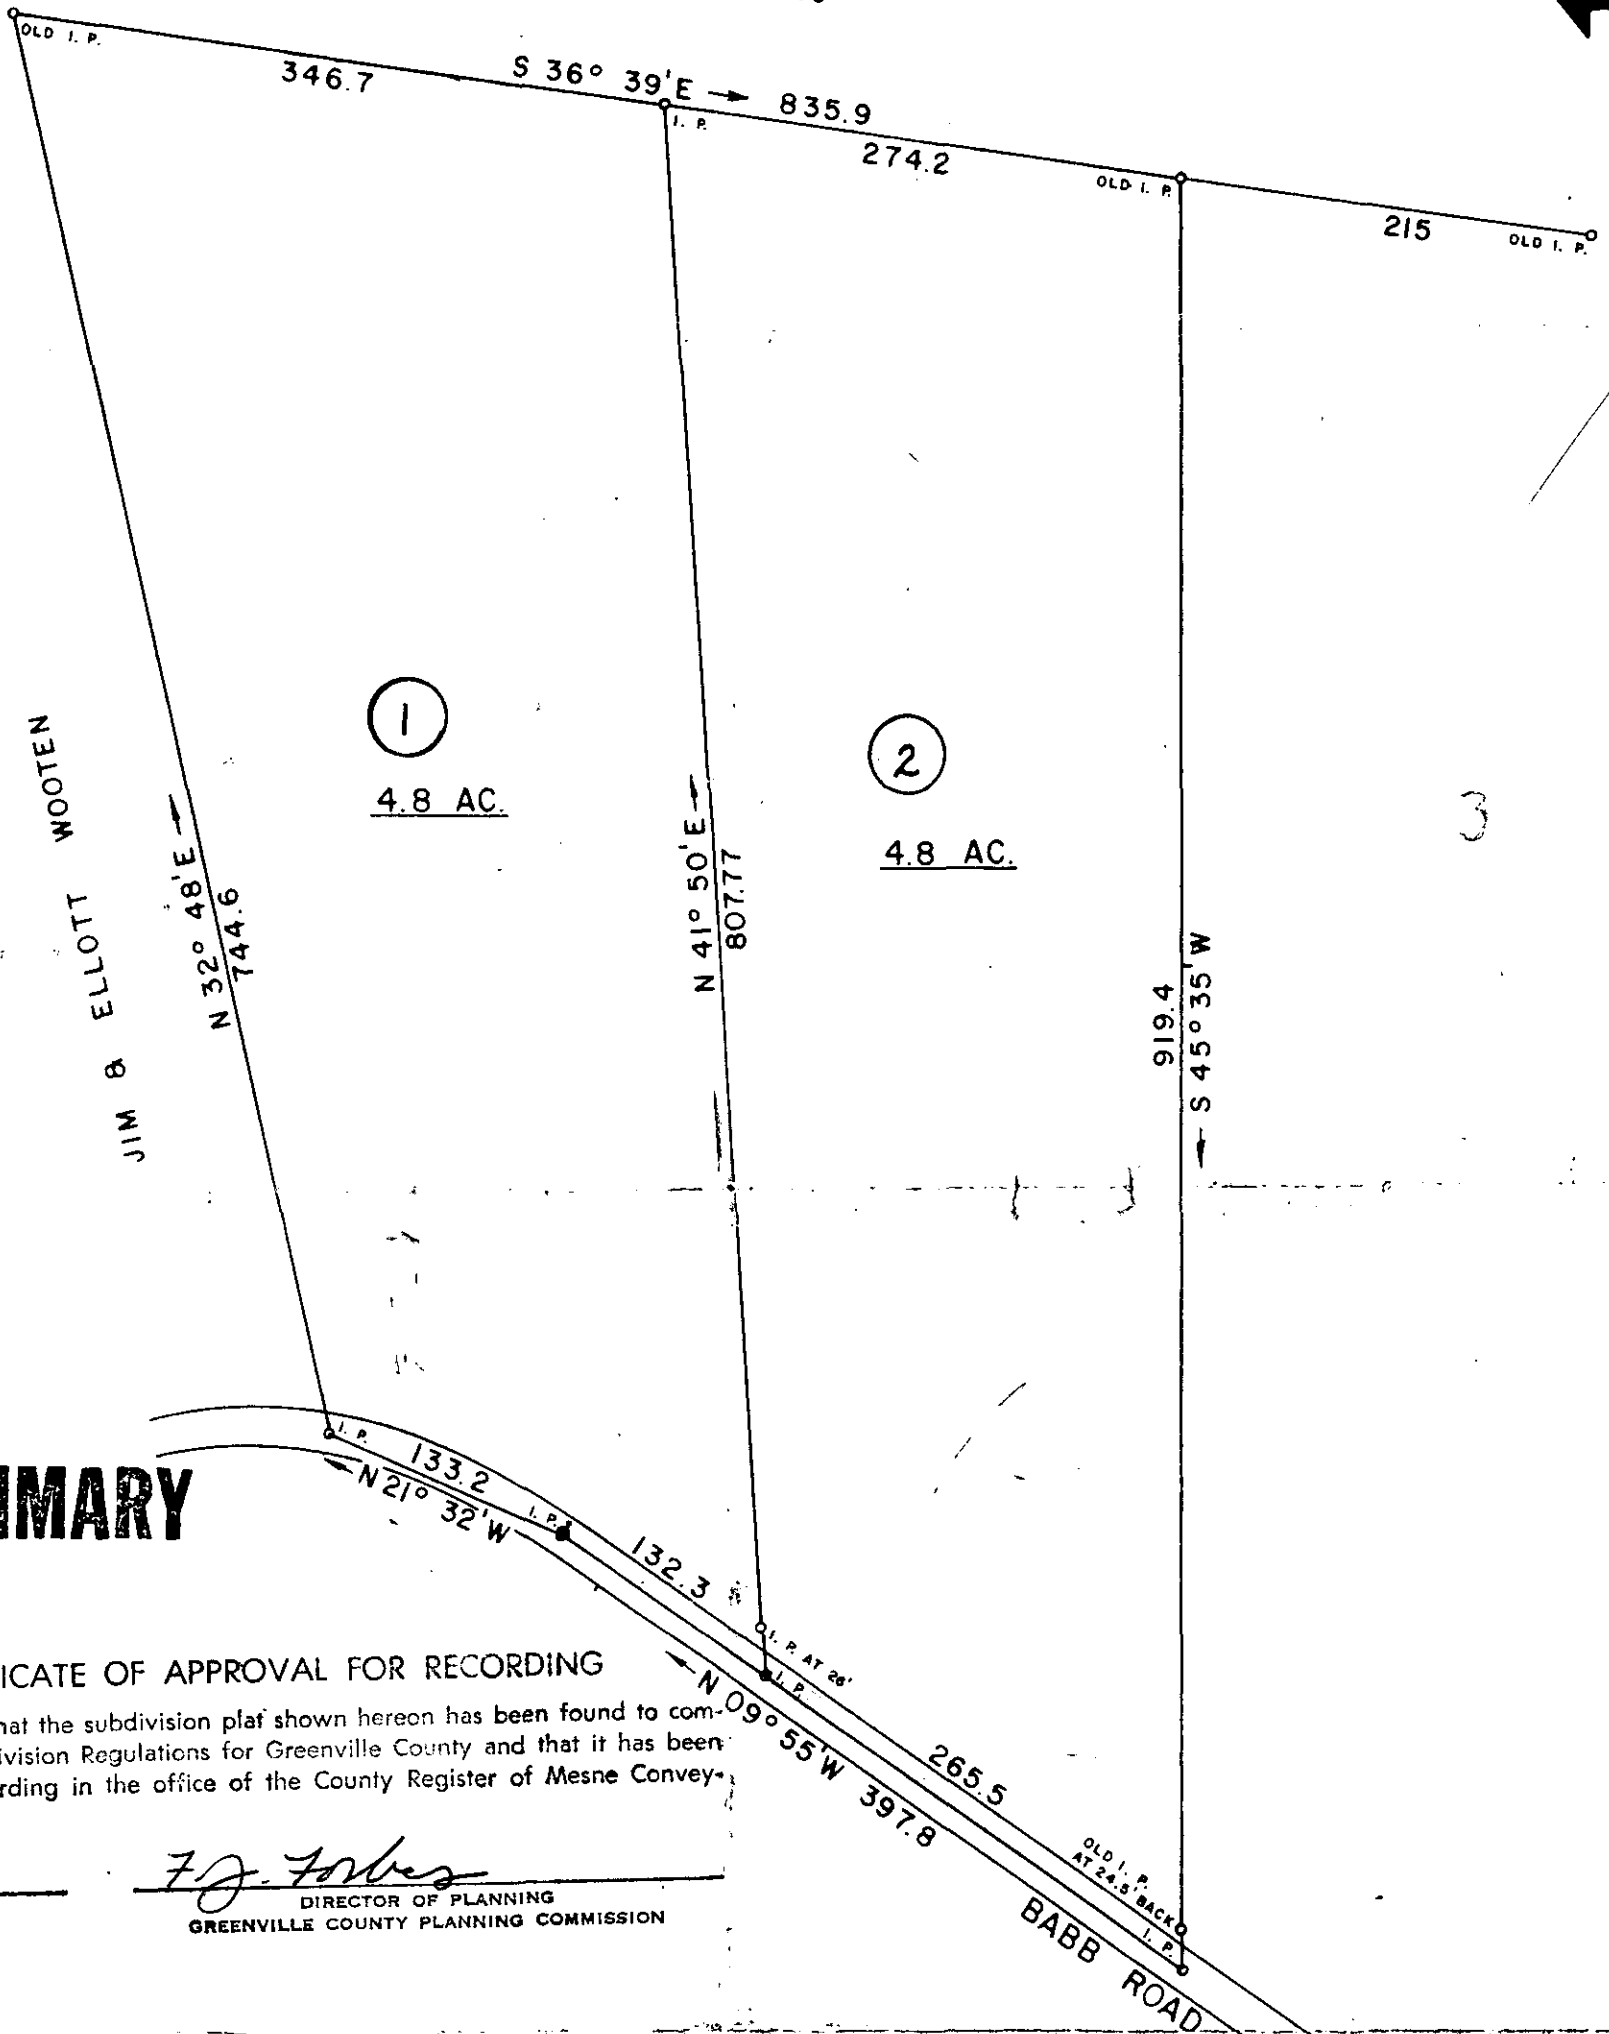 OLD I. P.
346.7
S 36° 39'E → 835.9
I. P.
274.2
OLD I. P.
215
OLD I. P.
1
4.8 AC.
2
4.8 AC.
3
JIM & ELLOTT WOOTEN
N 32° 48'E →
744.6
N 41° 50'E →
807.77
919.4
← S 45° 35' W
I. P.
133.2
← N 21° 32' W
I. P.
132.3
I. P. AT 26'
I. P.
← N 09° 55' W 397.8
265.5
OLD I. P.
AT 24.5' BACK
I. P.
BABB ROAD
MARY
ICATE OF APPROVAL FOR RECORDING
hat the subdivision plat shown hereon has been found to com-
ivision Regulations for Greenville County and that it has been
rding in the office of the County Register of Mesne Convey-
F. J. Forbes
DIRECTOR OF PLANNING
GREENVILLE COUNTY PLANNING COMMISSION